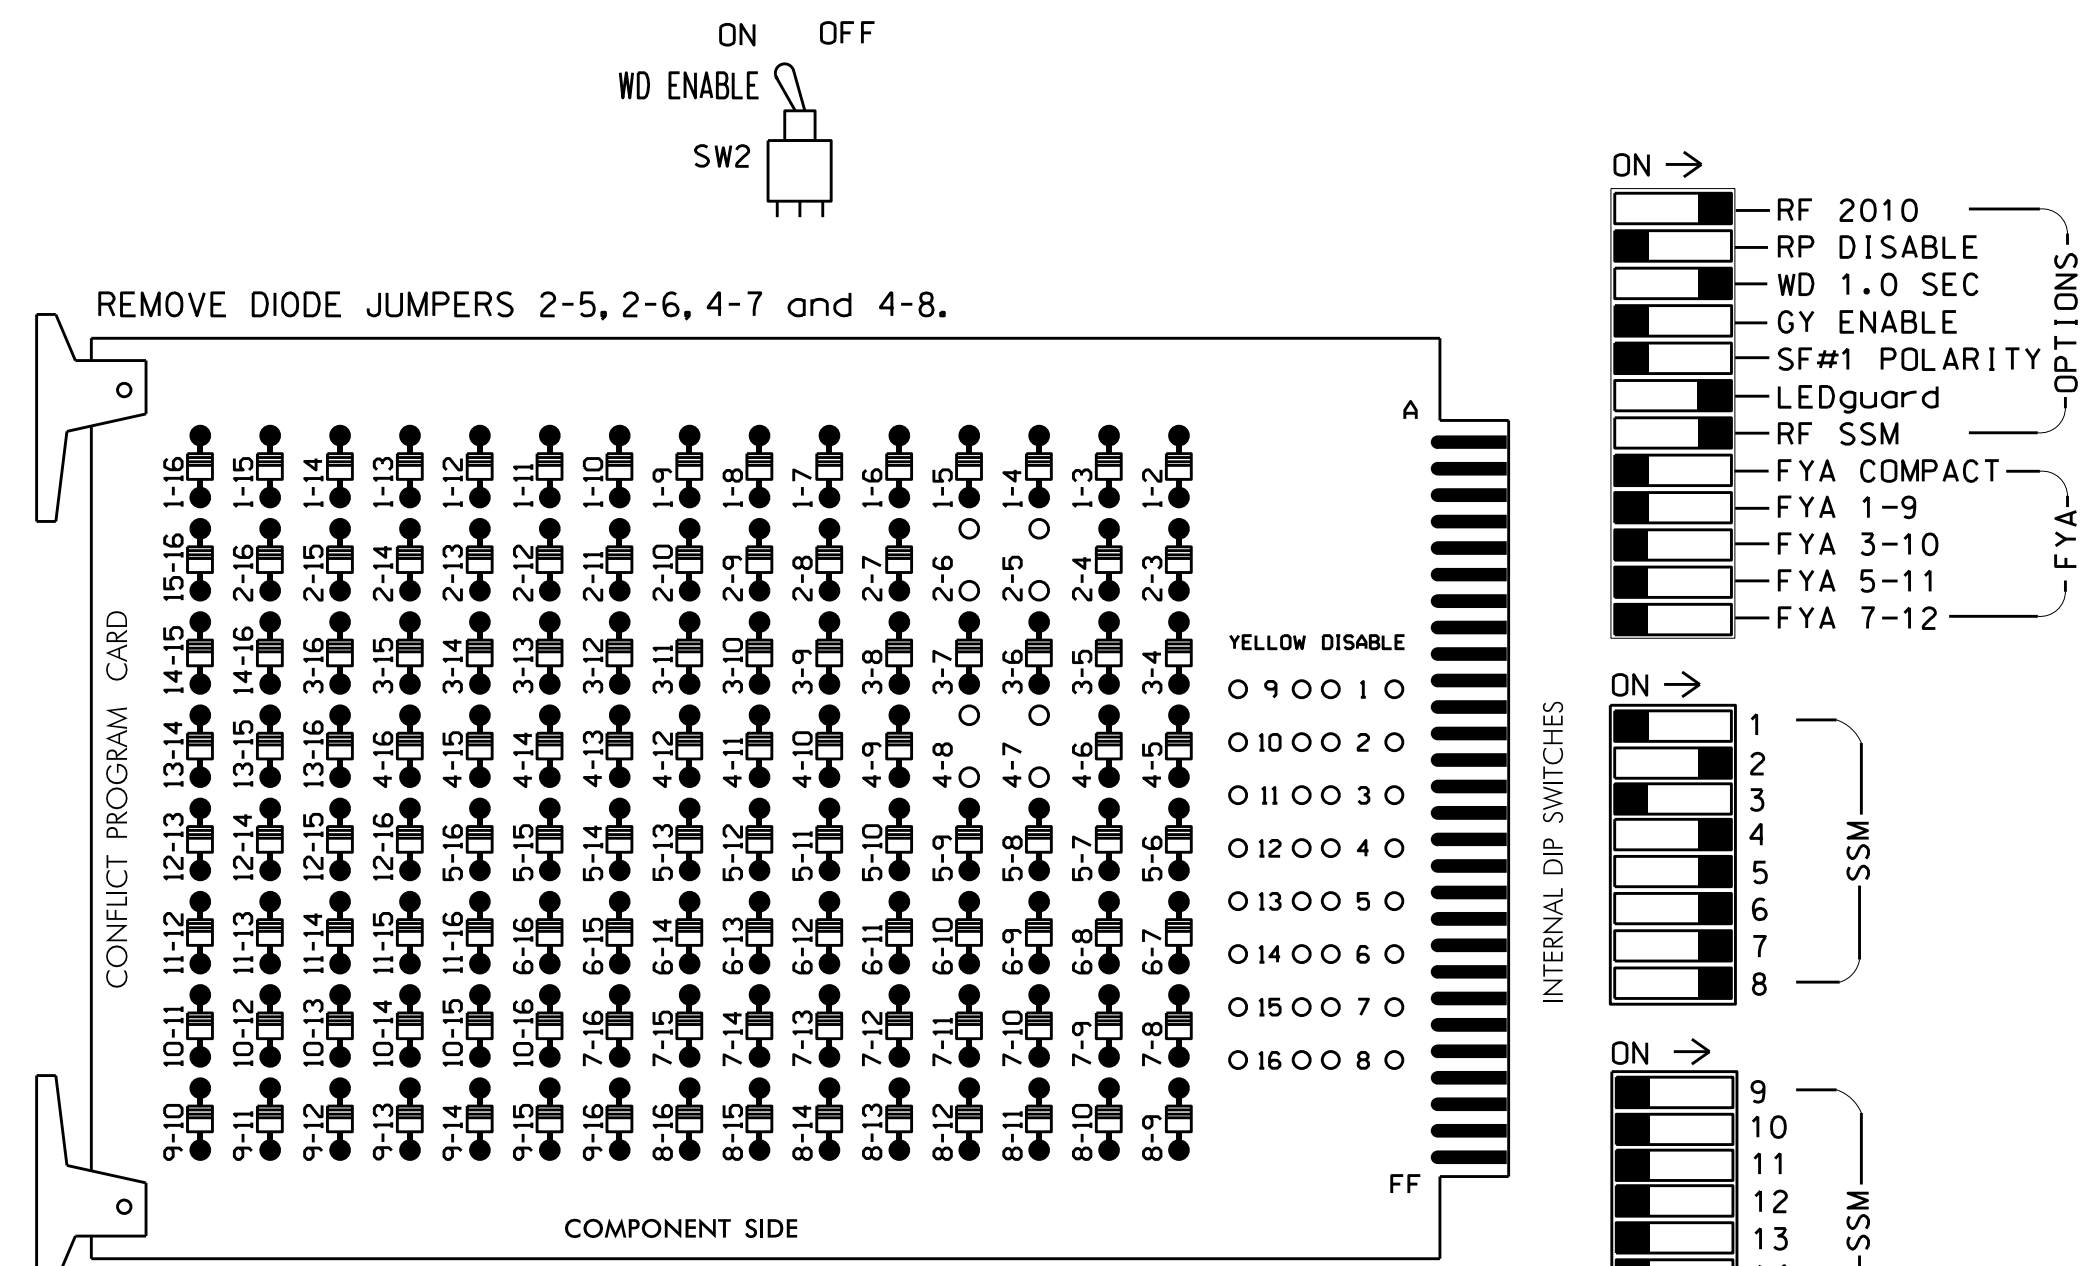 ON OFF
WD ENABLE
SW2
REMOVE DIODE JUMPERS 2-5, 2-6, 4-7 and 4-8.
A
1-16 1-15 1-14 1-13 1-12 1-11 1-10 1-9 1-8 1-7 1-6 1-5 1-4 1-3 1-2
15-16 2-16 2-15 2-14 2-13 2-12 2-11 2-10 2-9 2-8 2-7 2-6 2-5 2-4 2-3
14-15 14-16 3-16 3-15 3-14 3-13 3-12 3-11 3-10 3-9 3-8 3-7 3-6 3-5 3-4
13-14 13-15 13-16 4-16 4-15 4-14 4-13 4-12 4-11 4-10 4-9 4-8 4-7 4-6 4-5
12-13 12-14 12-15 12-16 5-16 5-15 5-14 5-13 5-12 5-11 5-10 5-9 5-8 5-7 5-6
11-12 11-13 11-14 11-15 11-16 6-16 6-15 6-14 6-13 6-12 6-11 6-10 6-9 6-8 6-7
10-11 10-12 10-13 10-14 10-15 10-16 7-16 7-15 7-14 7-13 7-12 7-11 7-10 7-9 7-8
9-10 9-11 9-12 9-13 9-14 9-15 9-16 8-16 8-15 8-14 8-13 8-12 8-11 8-10 8-9
CONFLICT PROGRAM CARD
YELLOW DISABLE
9 1
10 2
11 3
12 4
13 5
14 6
15 7
16 8
FF
COMPONENT SIDE
INTERNAL DIP SWITCHES
ON
RF 2010
RP DISABLE
WD 1.0 SEC
GY ENABLE
SF#1 POLARITY
LEDguard
RF SSM
OPTIONS
FYA COMPACT
FYA 1-9
FYA 3-10
FYA 5-11
FYA 7-12
FYA
ON
1
2
3
4
5
6
7
8
SSM
ON
9
10
11
12
13
SSM